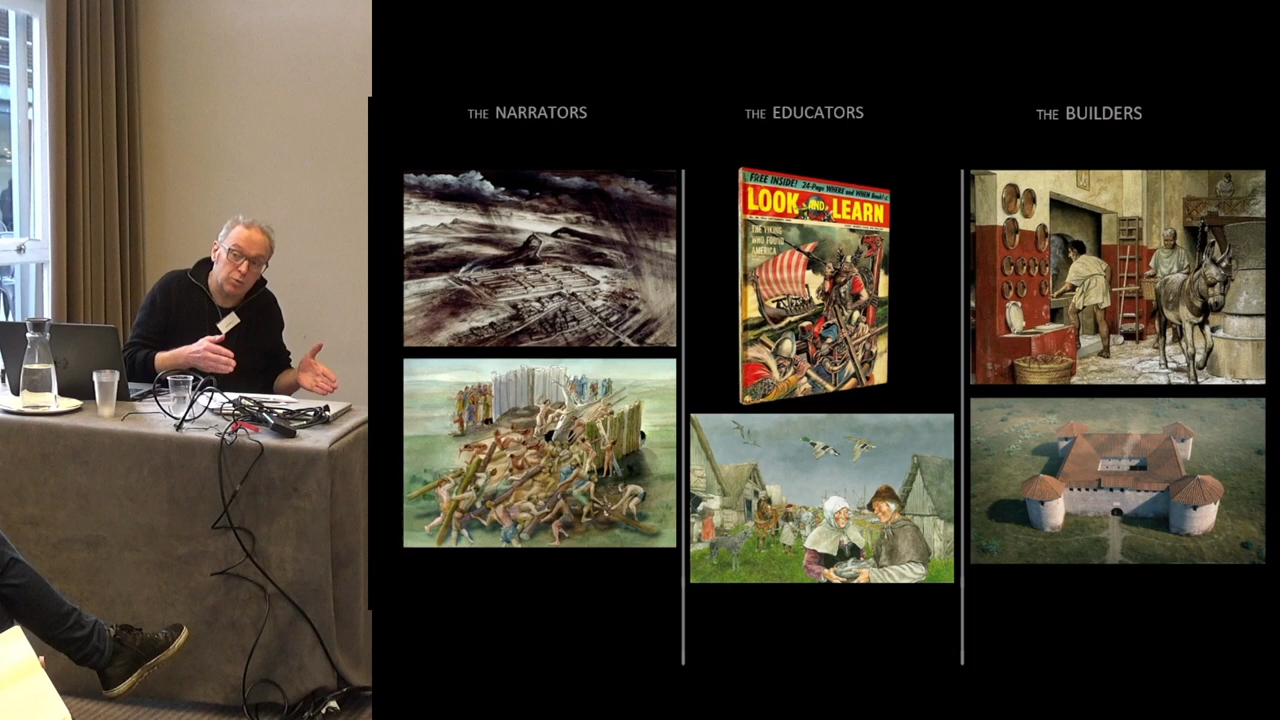 THE NARRATORS
THE EDUCATORS
THE BUILDERS
FREE INSIDE! 24-Page WHERE and WHEN Book!
LOOK AND LEARN
THE VIKING
WHO FOUND
AMERICA